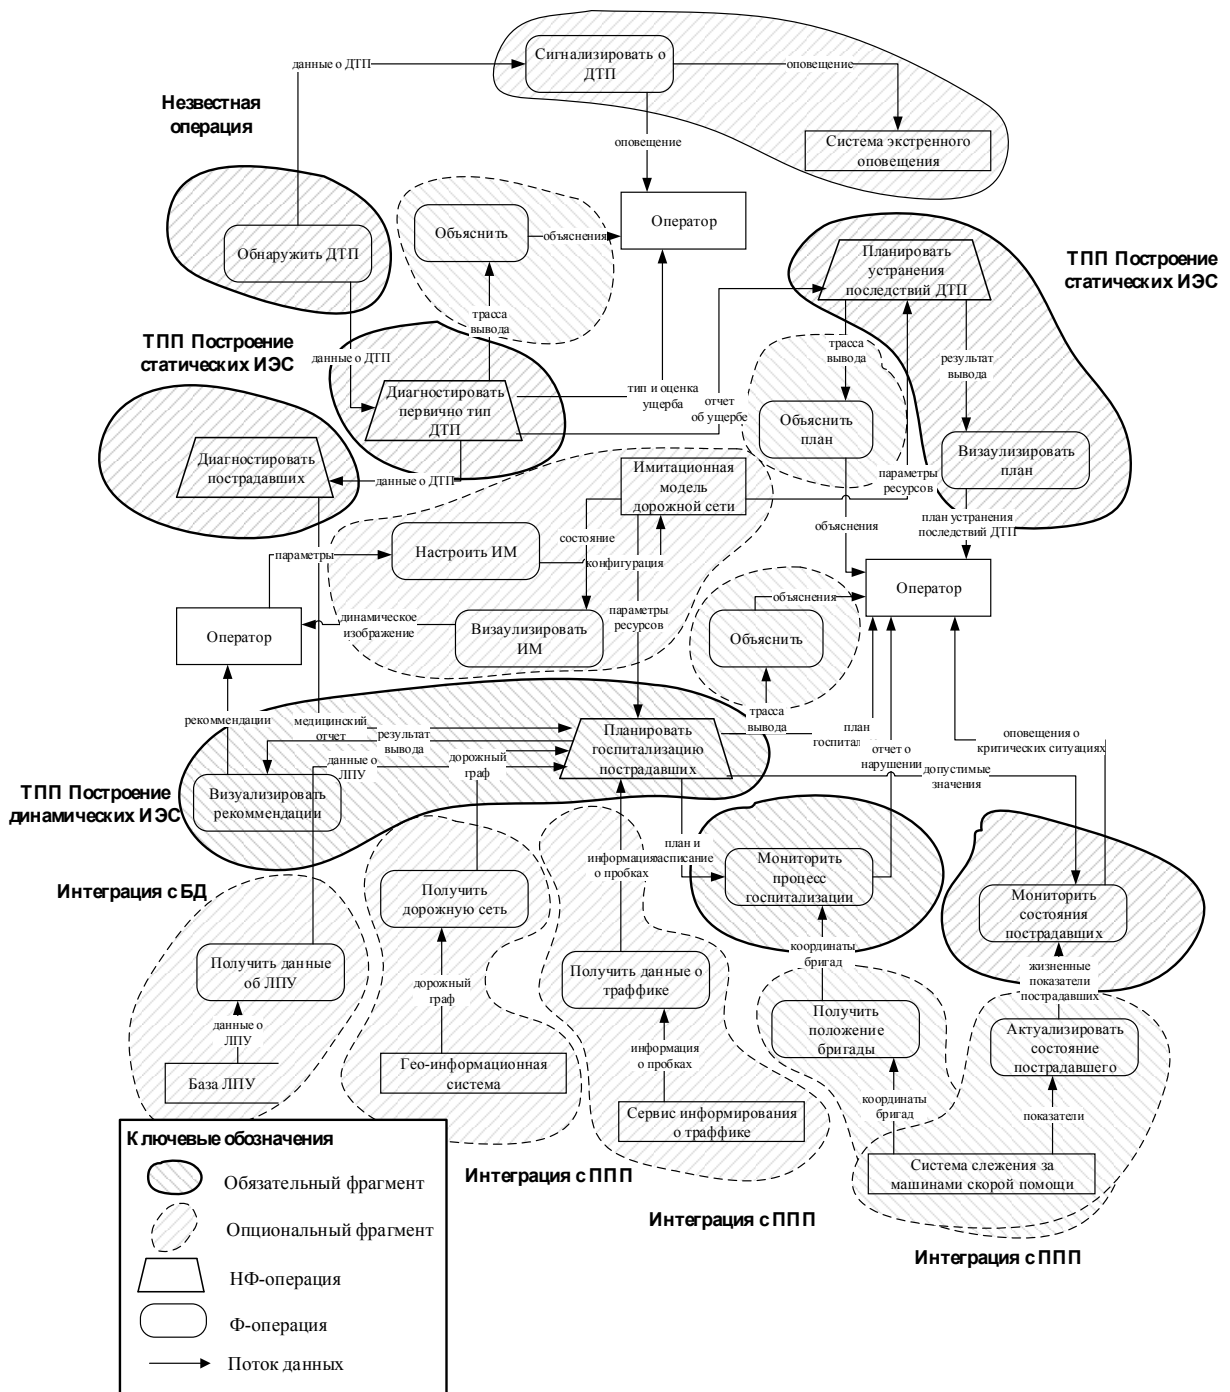 Сигнализировать о
ДТП
данные о ДТП
оповещение
Незвестная
операция
оповещение
Система экстренного
оповещения
Обнаружить ДТП
Объяснить
объяснения
Оператор
Планировать
устранения
последствий ДТП
ТПП Построение
статических ИЭС
трасса
вывода
ТПП Построение
статических ИЭС
данные о ДТП
трасса
вывода
результат
вывода
Диагностировать
первично тип
ДТП
тип и оценка
ущерба
отчет
об ущербе
Объяснить
план
Визаулизировать
план
Диагностировать
пострадавших
данные о ДТП
Имитационная
модель
дорожной сети
параметры
ресурсов
объяснения
план устранения
последствий ДТП
параметры
Настроить ИМ
состояние
конфигурация
Оператор
объяснения
параметры
ресурсов
Оператор
динамическое
изображение
Визаулизировать
ИМ
Объяснить
рекоммендации
медицинский
отчет
результат
вывода
данные о
ЛПУ
дорожный
граф
Планировать
госпитализацию
пострадавших
трасса
вывода
план
госпитал
отчет о
нарушении
оповещения о
критических ситуациях
допустимые
значения
ТПП Построение
динамических ИЭС
Визуализировать
рекоммендации
Интеграция с БД
Получить
дорожную сеть
информация
о пробках
план и
расписание
Мониторить
процесс
госпитализации
Мониторить
состояния
пострадавших
Получить данные
об ЛПУ
дорожный
граф
Получить данные о
траффике
координаты
бригад
жизненные
показатели
пострадавших
данные о
ЛПУ
Получить
положение
бригады
Актуализировать
состояние
пострадавшего
База ЛПУ
Гео-информационная
система
информация
о пробках
Сервис информирования
о траффике
координаты
бригад
показатели
Система слежения за
машинами скорой помощи
Интеграция с ППП
Интеграция с ППП
Интеграция с ППП
Ключевые обозначения
Обязательный фрагмент
Опциональный фрагмент
НФ-операция
Ф-операция
Поток данных